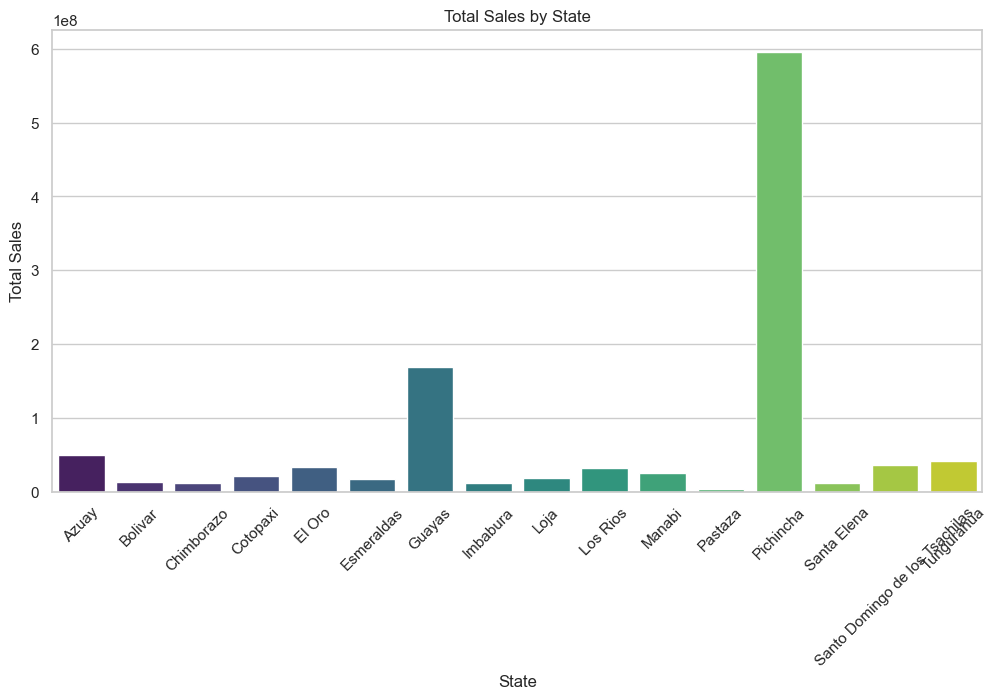 Total Sales by State
1e8
6
5
4
3
2
1
0
Total Sales
Azuay
Bolivar
Chimborazo
Cotopaxi
El Oro
Esmeraldas
Guayas
Imbabura
Loja
Los Rios
Manabi
Pastaza
Pichincha
Santa Elena
Santo Domingo de los Tsachilas
Tungurahua
State